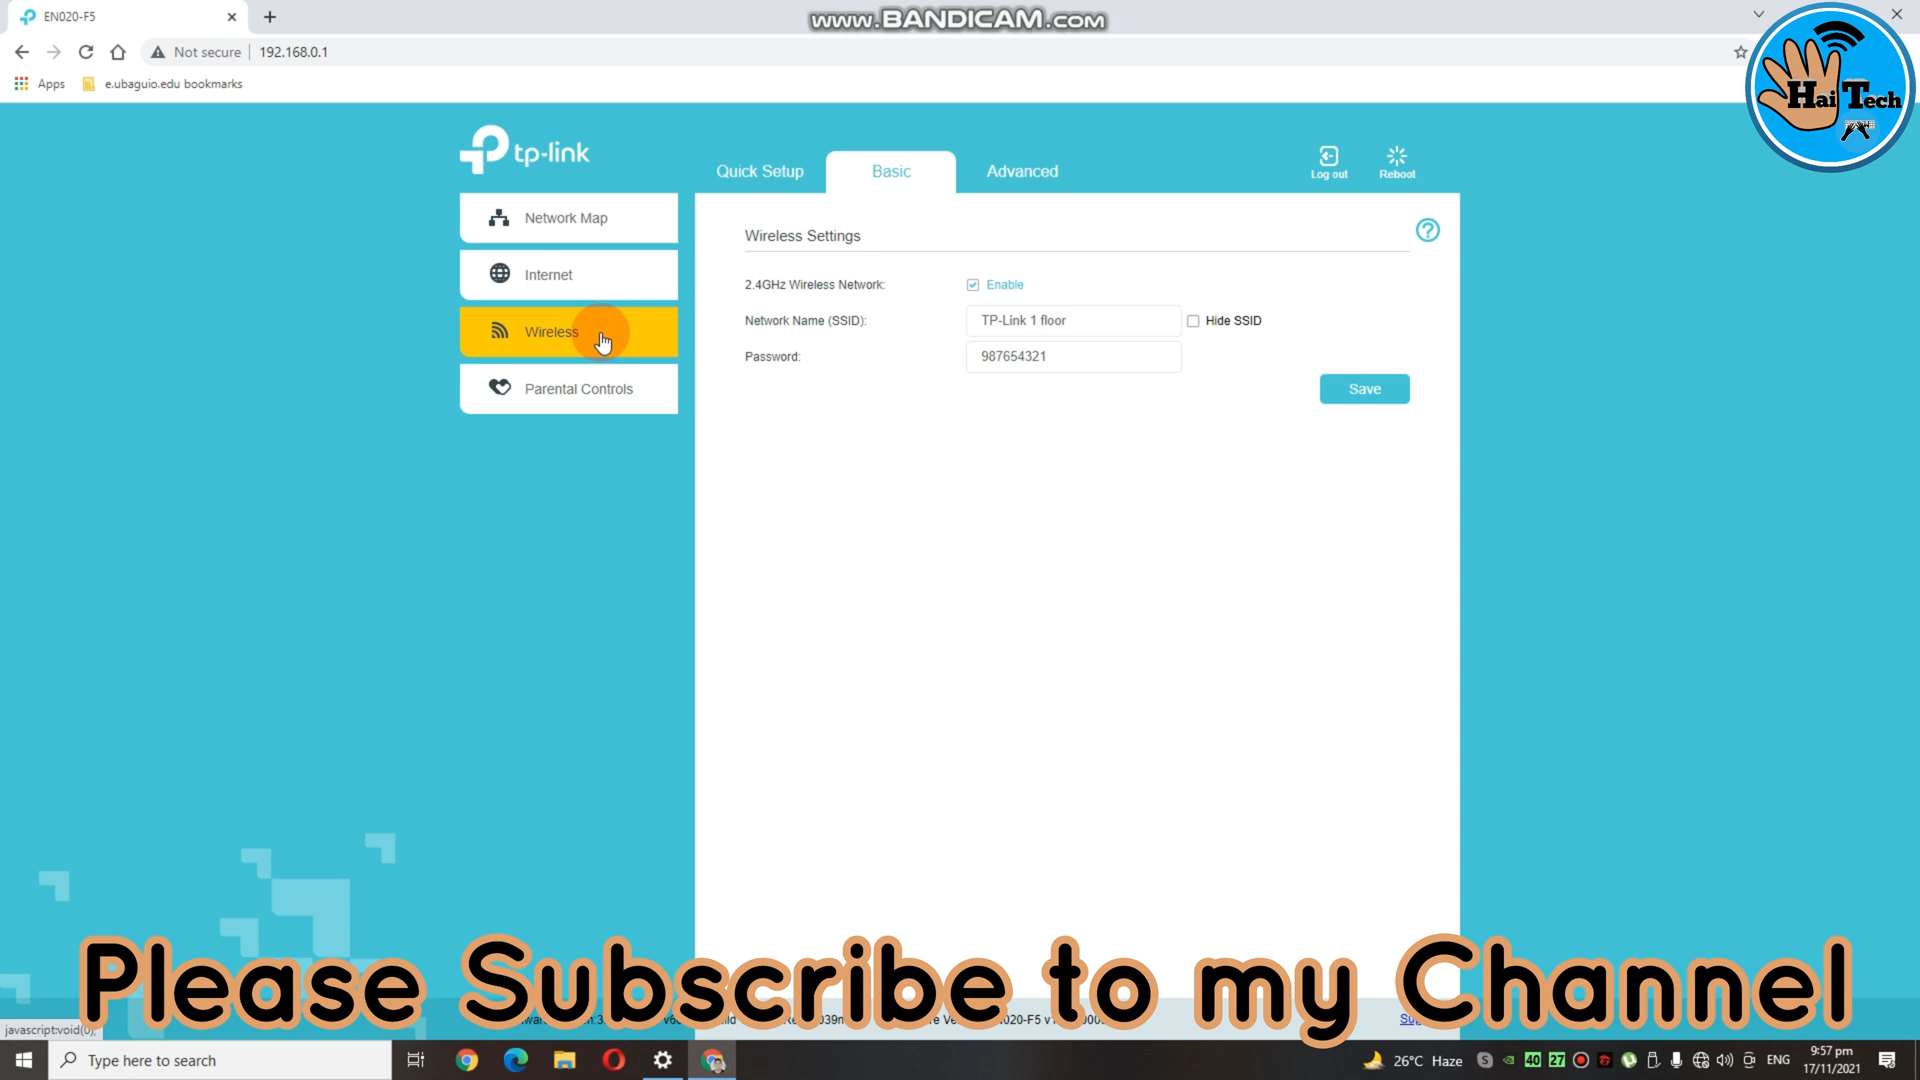 EN020-F5
www.BANDICAM.com
Not secure
192.168.0.1
Apps
e.ubaguio.edu bookmarks
Hai Tech
tp-link
Quick Setup
Basic
Advanced
Log out
Reboot
Network Map
Internet
Wireless
Parental Controls
Wireless Settings
?
2.4GHz Wireless Network:
Enable
Network Name (SSID):
TP-Link 1 floor
Hide SSID
Password:
987654321
Save
Please Subscribe to my Channel
javascript:void(0);
Type here to search
26°C Haze
40
27
ENG
9:57 pm
17/11/2021